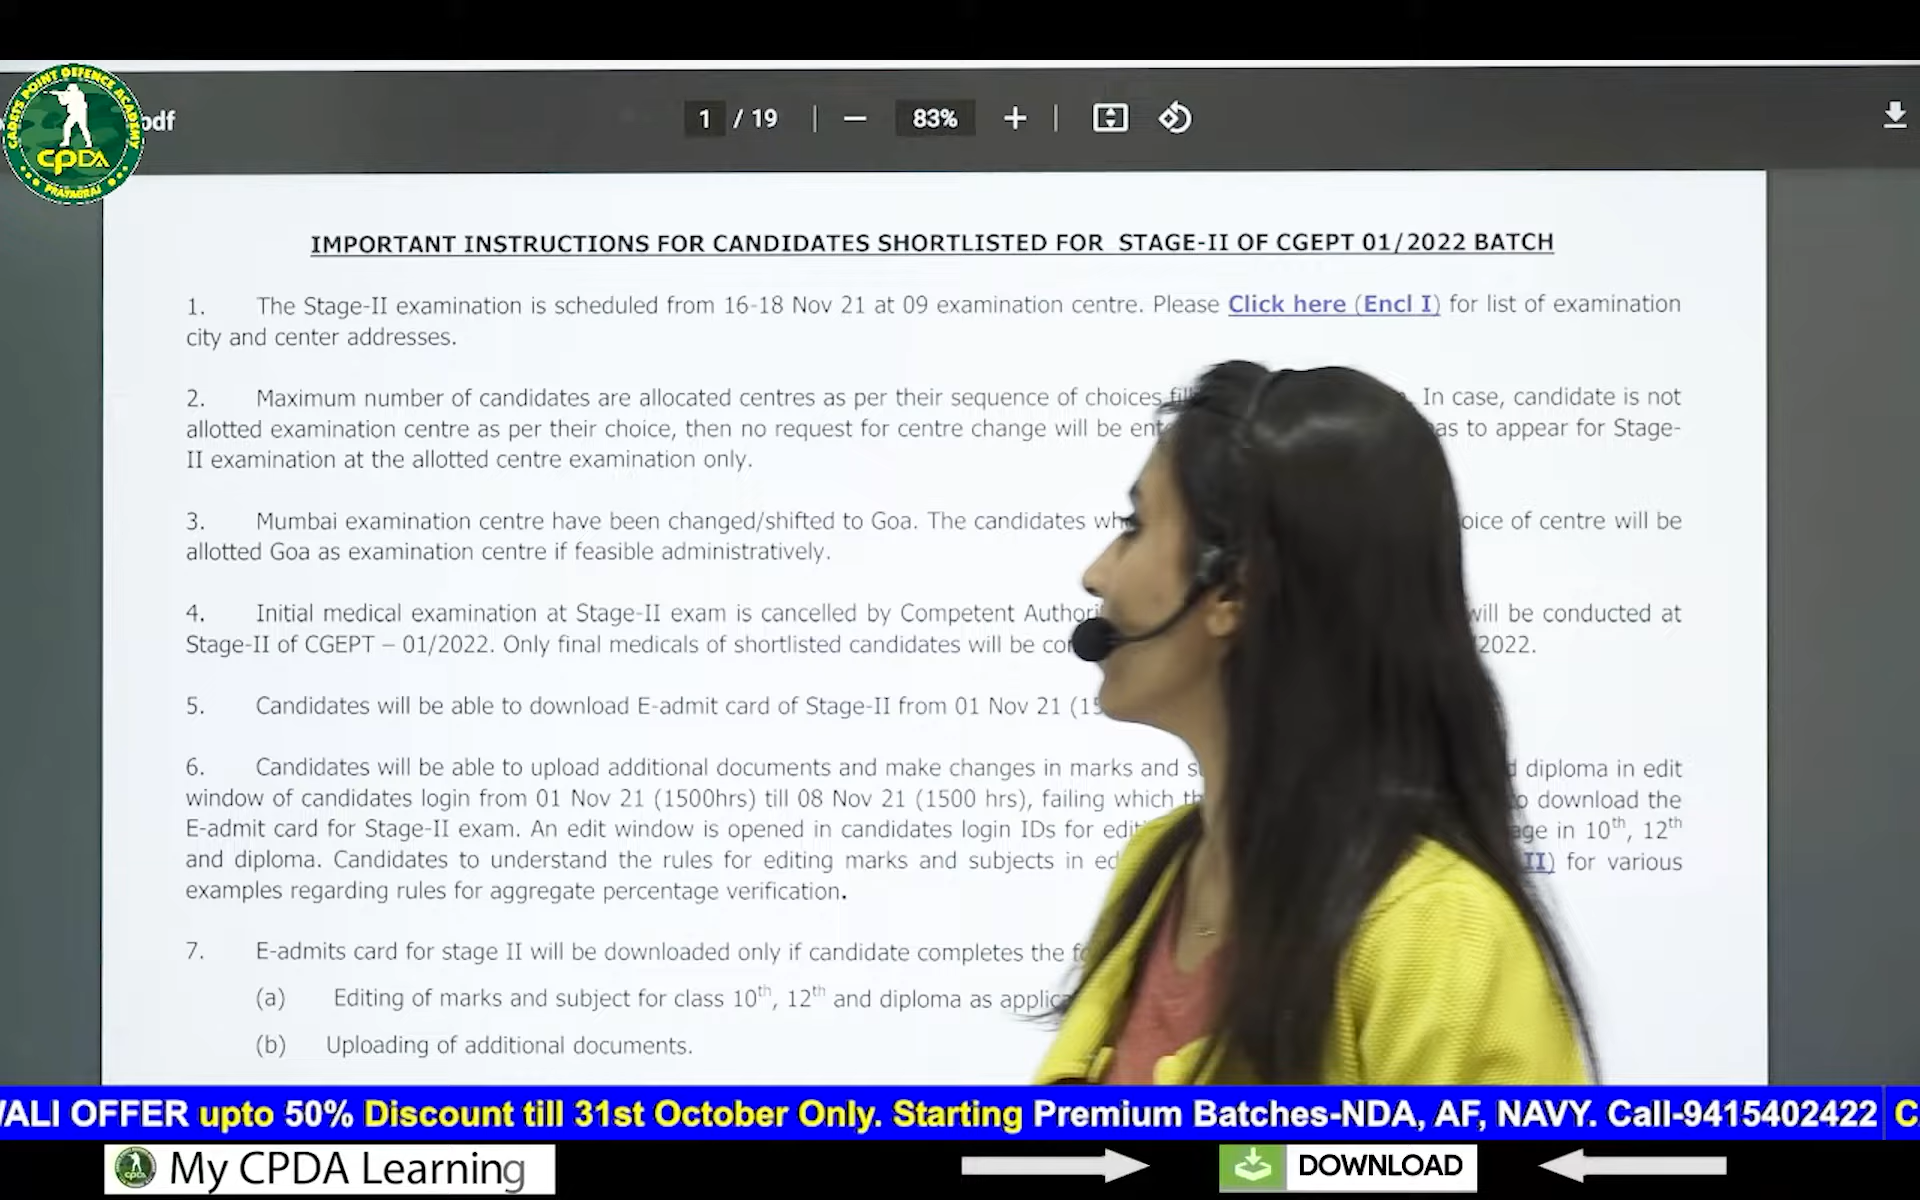 CADETS POINT DEFENCE ACADEMY
CPDA
PRAYAGRAJ
pdf
1 / 19
83%
IMPORTANT INSTRUCTIONS FOR CANDIDATES SHORTLISTED FOR STAGE-II OF CGEPT 01/2022 BATCH
1. The Stage-II examination is scheduled from 16-18 Nov 21 at 09 examination centre. Please Click here (Encl I) for list of examination
city and center addresses.
2. Maximum number of candidates are allocated centres as per their sequence of choices In case, candidate is not
allotted examination centre as per their choice, then no request for centre change will be to appear for Stage-
II examination at the allotted centre examination only.
3. Mumbai examination centre have been changed/shifted to Goa. The candidates of centre will be
allotted Goa as examination centre if feasible administratively.
4. Initial medical examination at Stage-II exam is cancelled by Competent will be conducted at
Stage-II of CGEPT – 01/2022. Only final medicals of shortlisted candidates will be 2022.
5. Candidates will be able to download E-admit card of Stage-II from 01 Nov 21
6. Candidates will be able to upload additional documents and make changes in marks and diploma in edit
window of candidates login from 01 Nov 21 (1500hrs) till 08 Nov 21 (1500 hrs), failing which download the
E-admit card for Stage-II exam. An edit window is opened in candidates login IDs for in 10th, 12th
and diploma. Candidates to understand the rules for editing marks and subjects in II) for various
examples regarding rules for aggregate percentage verification.
7. E-admits card for stage II will be downloaded only if candidate completes the
(a) Editing of marks and subject for class 10th, 12th and diploma as
(b) Uploading of additional documents.
WALI OFFER upto 50% Discount till 31st October Only. Starting Premium Batches-NDA, AF, NAVY. Call-9415402422
My CPDA Learning
DOWNLOAD